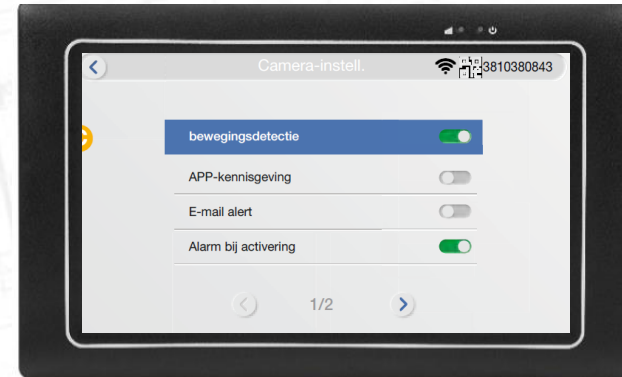 Camera-instell.
3810380843
bewegingsdetectie
APP-kennisgeving
E-mail alert
Alarm bij activering
1/2